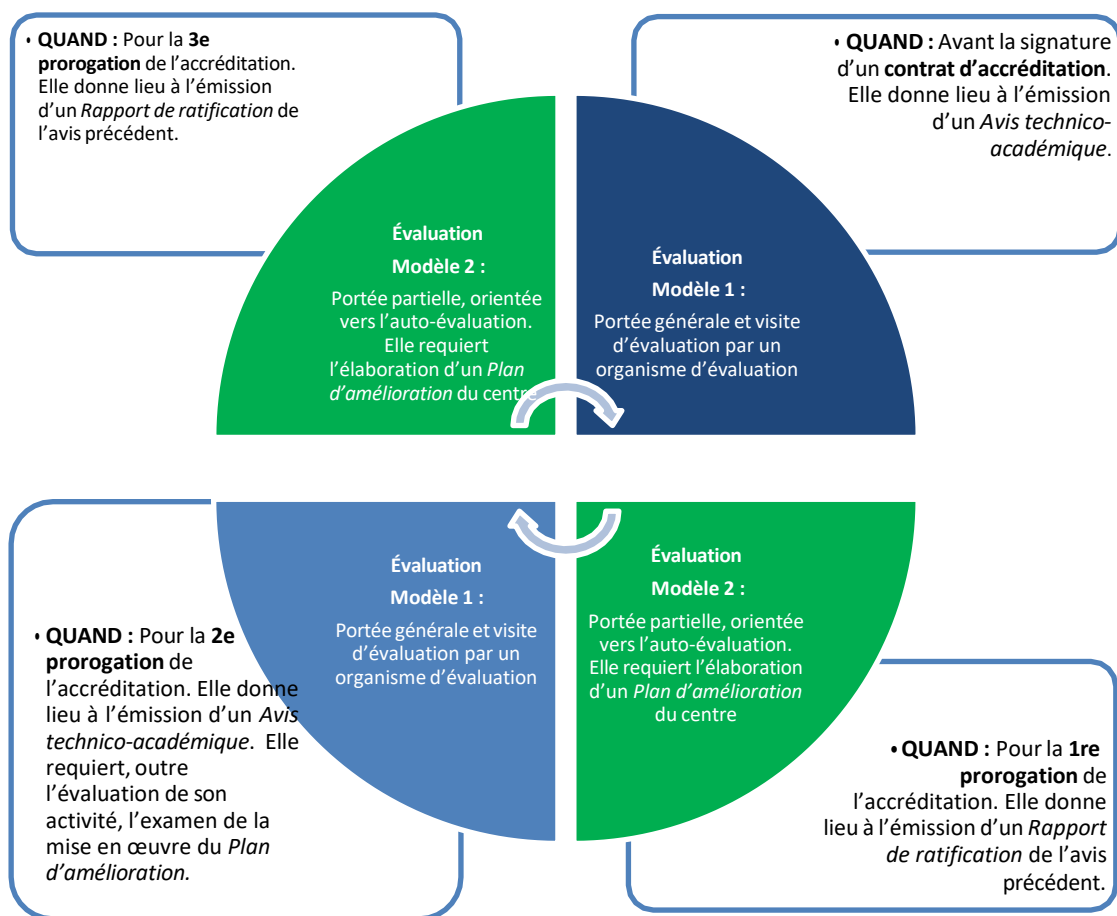 • QUAND : Pour la 3e
prorogation de l’accréditation.
Elle donne lieu à l’émission
d’un Rapport de ratification de
l’avis précédent.
• QUAND : Avant la signature
d’un contrat d’accréditation.
Elle donne lieu à l’émission
d’un Avis technico-
académique.
Évaluation
Modèle 2 :
Portée partielle, orientée
vers l’auto-évaluation.
Elle requiert
l’élaboration d’un Plan
d’amélioration du centre
Évaluation
Modèle 1 :
Portée générale et visite
d’évaluation par un
organisme d’évaluation
Évaluation
Modèle 1 :
Portée générale et visite
d’évaluation par un
organisme d’évaluation
Évaluation
Modèle 2 :
Portée partielle, orientée
vers l’auto-évaluation.
Elle requiert l’élaboration
d’un Plan d’amélioration
du centre
• QUAND : Pour la 2e
prorogation de
l’accréditation. Elle donne
lieu à l’émission d’un Avis
technico-académique. Elle
requiert, outre
l’évaluation de son
activité, l’examen de la
mise en œuvre du Plan
d’amélioration.
• QUAND : Pour la 1re
prorogation de
l’accréditation. Elle donne
lieu à l’émission d’un Rapport
de ratification de l’avis
précédent.